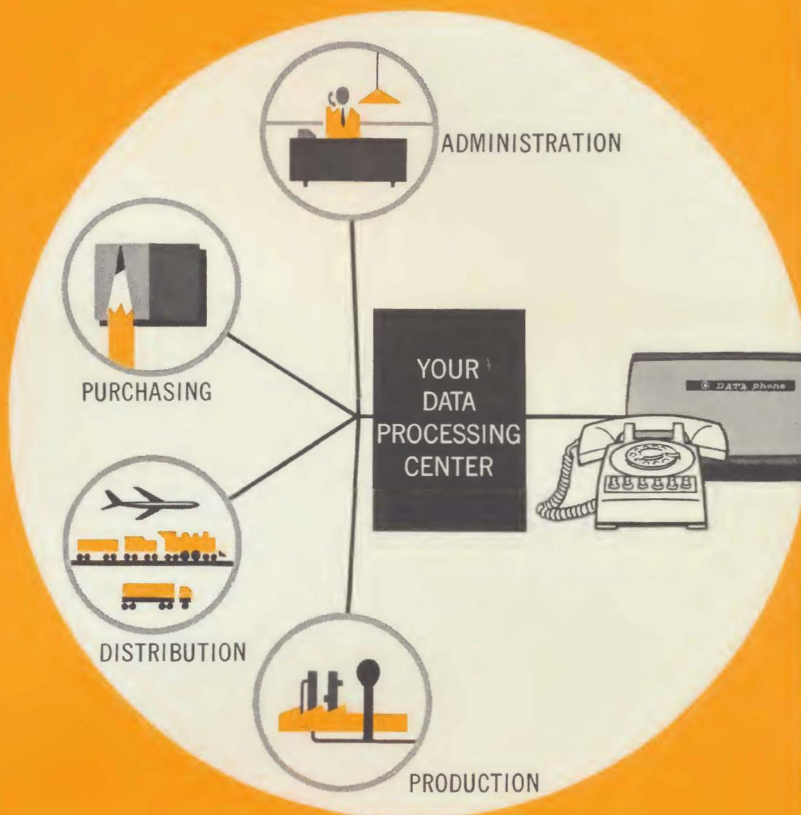 ADMINISTRATION
PURCHASING
YOUR
DATA
PROCESSING
CENTER
DATA phone
DISTRIBUTION
PRODUCTION